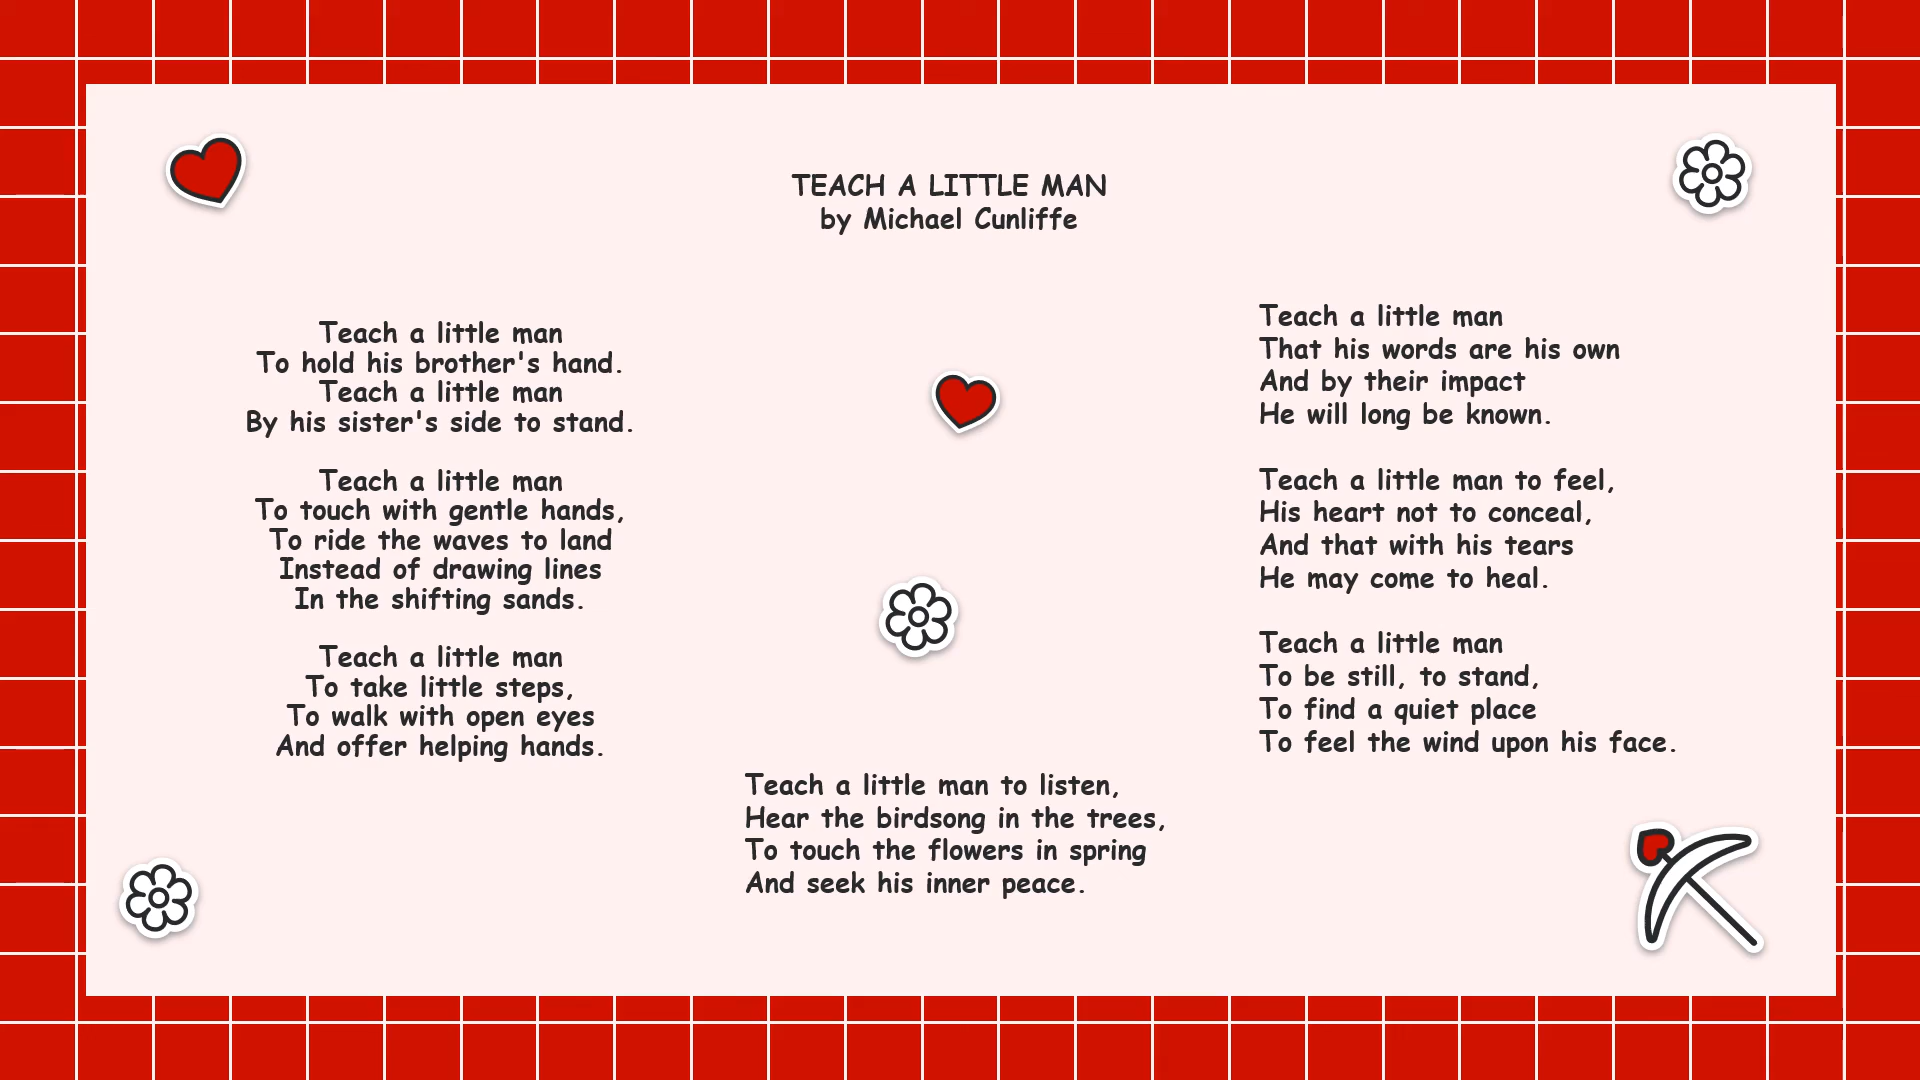 TEACH A LITTLE MAN
by Michael Cunliffe
Teach a little man
To hold his brother's hand.
Teach a little man
By his sister's side to stand.
Teach a little man
To touch with gentle hands,
To ride the waves to land
Instead of drawing lines
In the shifting sands.
Teach a little man
To take little steps,
To walk with open eyes
And offer helping hands.
Teach a little man to listen,
Hear the birdsong in the trees,
To touch the flowers in spring
And seek his inner peace.
Teach a little man
That his words are his own
And by their impact
He will long be known.
Teach a little man to feel,
His heart not to conceal,
And that with his tears
He may come to heal.
Teach a little man
To be still, to stand,
To find a quiet place
To feel the wind upon his face.